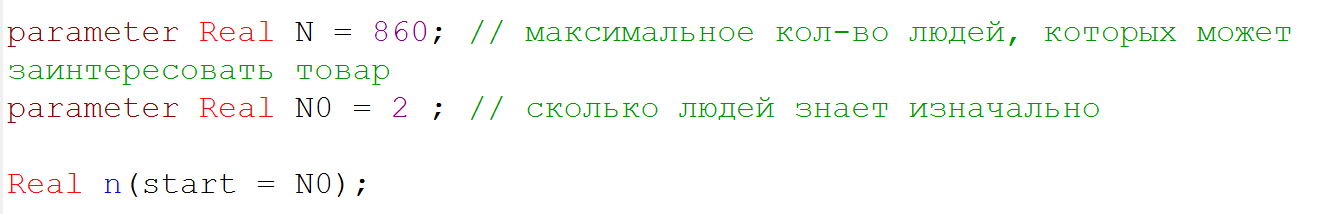 parameter Real N = 860; // максимальное кол-во людей, которых может
заинтересовать товар
parameter Real N0 = 2 ; // сколько людей знает изначально
Real n(start = N0);